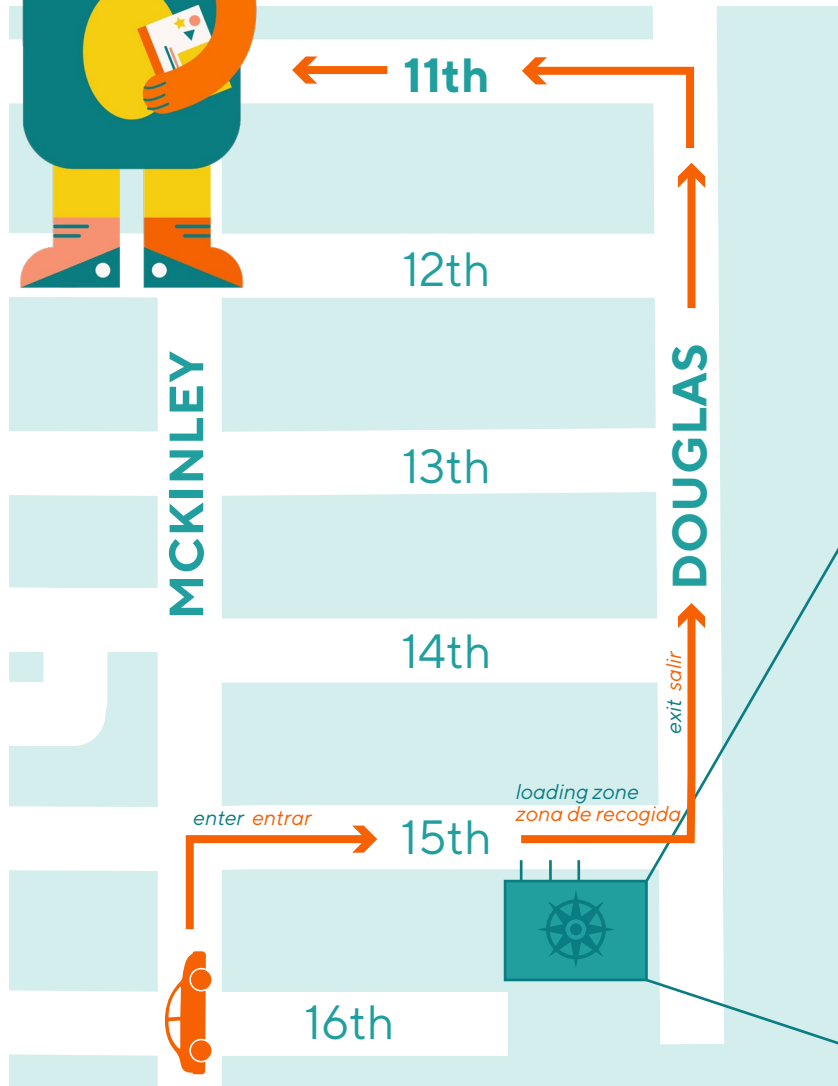 11th
12th
MCKINLEY
DOUGLAS
13th
14th
exit salir
loading zone
zona de recogida
enter entrar
15th
16th